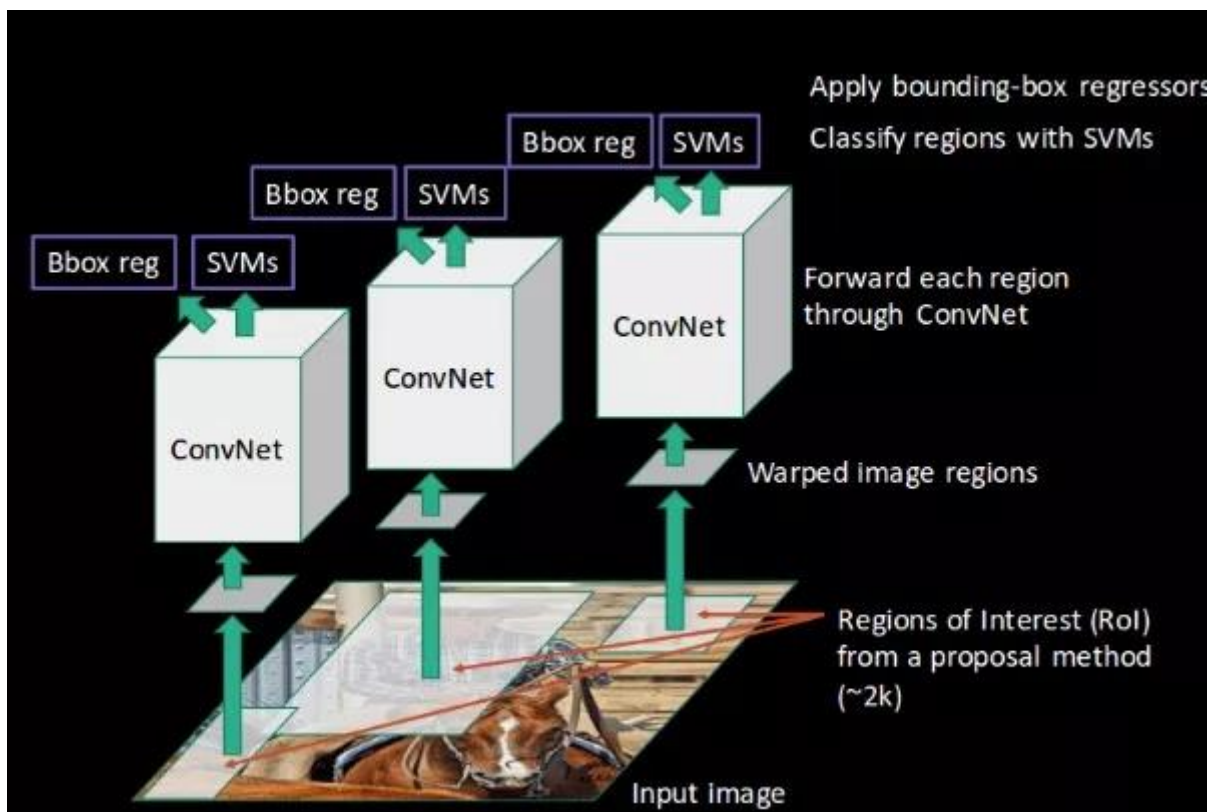 Apply bounding-box regressors
Bbox reg SVMs Classify regions with SVMs
Bbox reg SVMs
Bbox reg SVMs
Forward each region
through ConvNet
ConvNet
ConvNet
ConvNet
Warped image regions
Regions of Interest (RoI)
from a proposal method
(~2k)
Input image